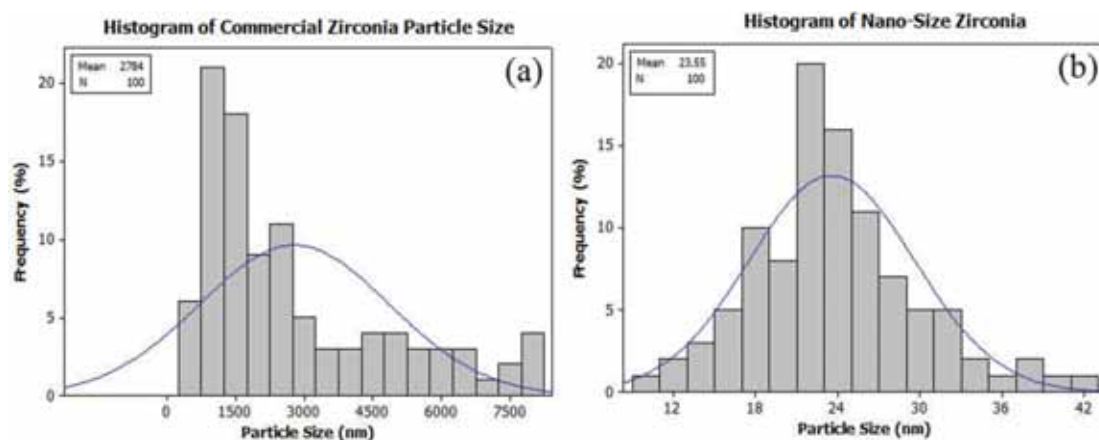 Histogram of Commercial Zirconia Particle Size
Mean 2784
N 100
(a)
Frequency (%)
20
15
10
5
0
0 1500 3000 4500 6000 7500
Particle Size (nm)
Histogram of Nano-Size Zirconia
Mean 23.55
N 100
(b)
Frequency (%)
20
15
10
5
0
12 18 24 30 36 42
Particle Size (nm)